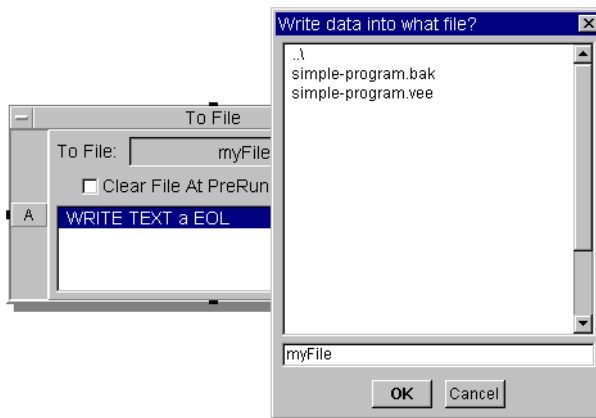 Write data into what file?
..\
simple-program.bak
simple-program.vee
To File
To File: myFile
Clear File At PreRun
A WRITE TEXT a EOL
myFile
OK Cancel